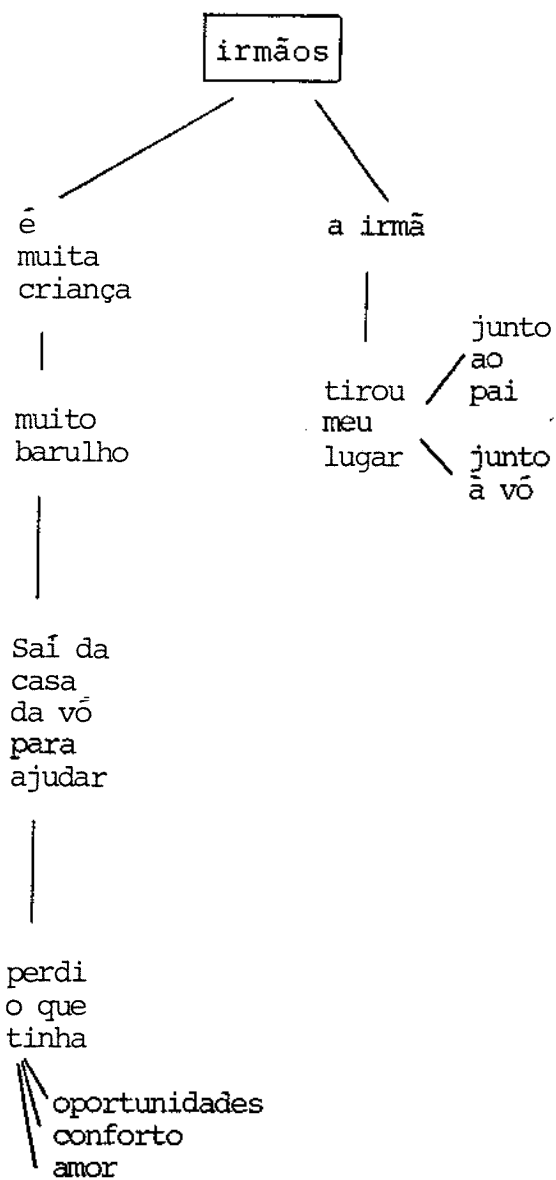 irmãos
é
muita
criança
muito
barulho
Saí da
casa
da vó
para
ajudar
perdi
o que
tinha
oportunidades
conforto
amor
a irmã
tirou
meu
lugar
junto
ao
pai
junto
à vó